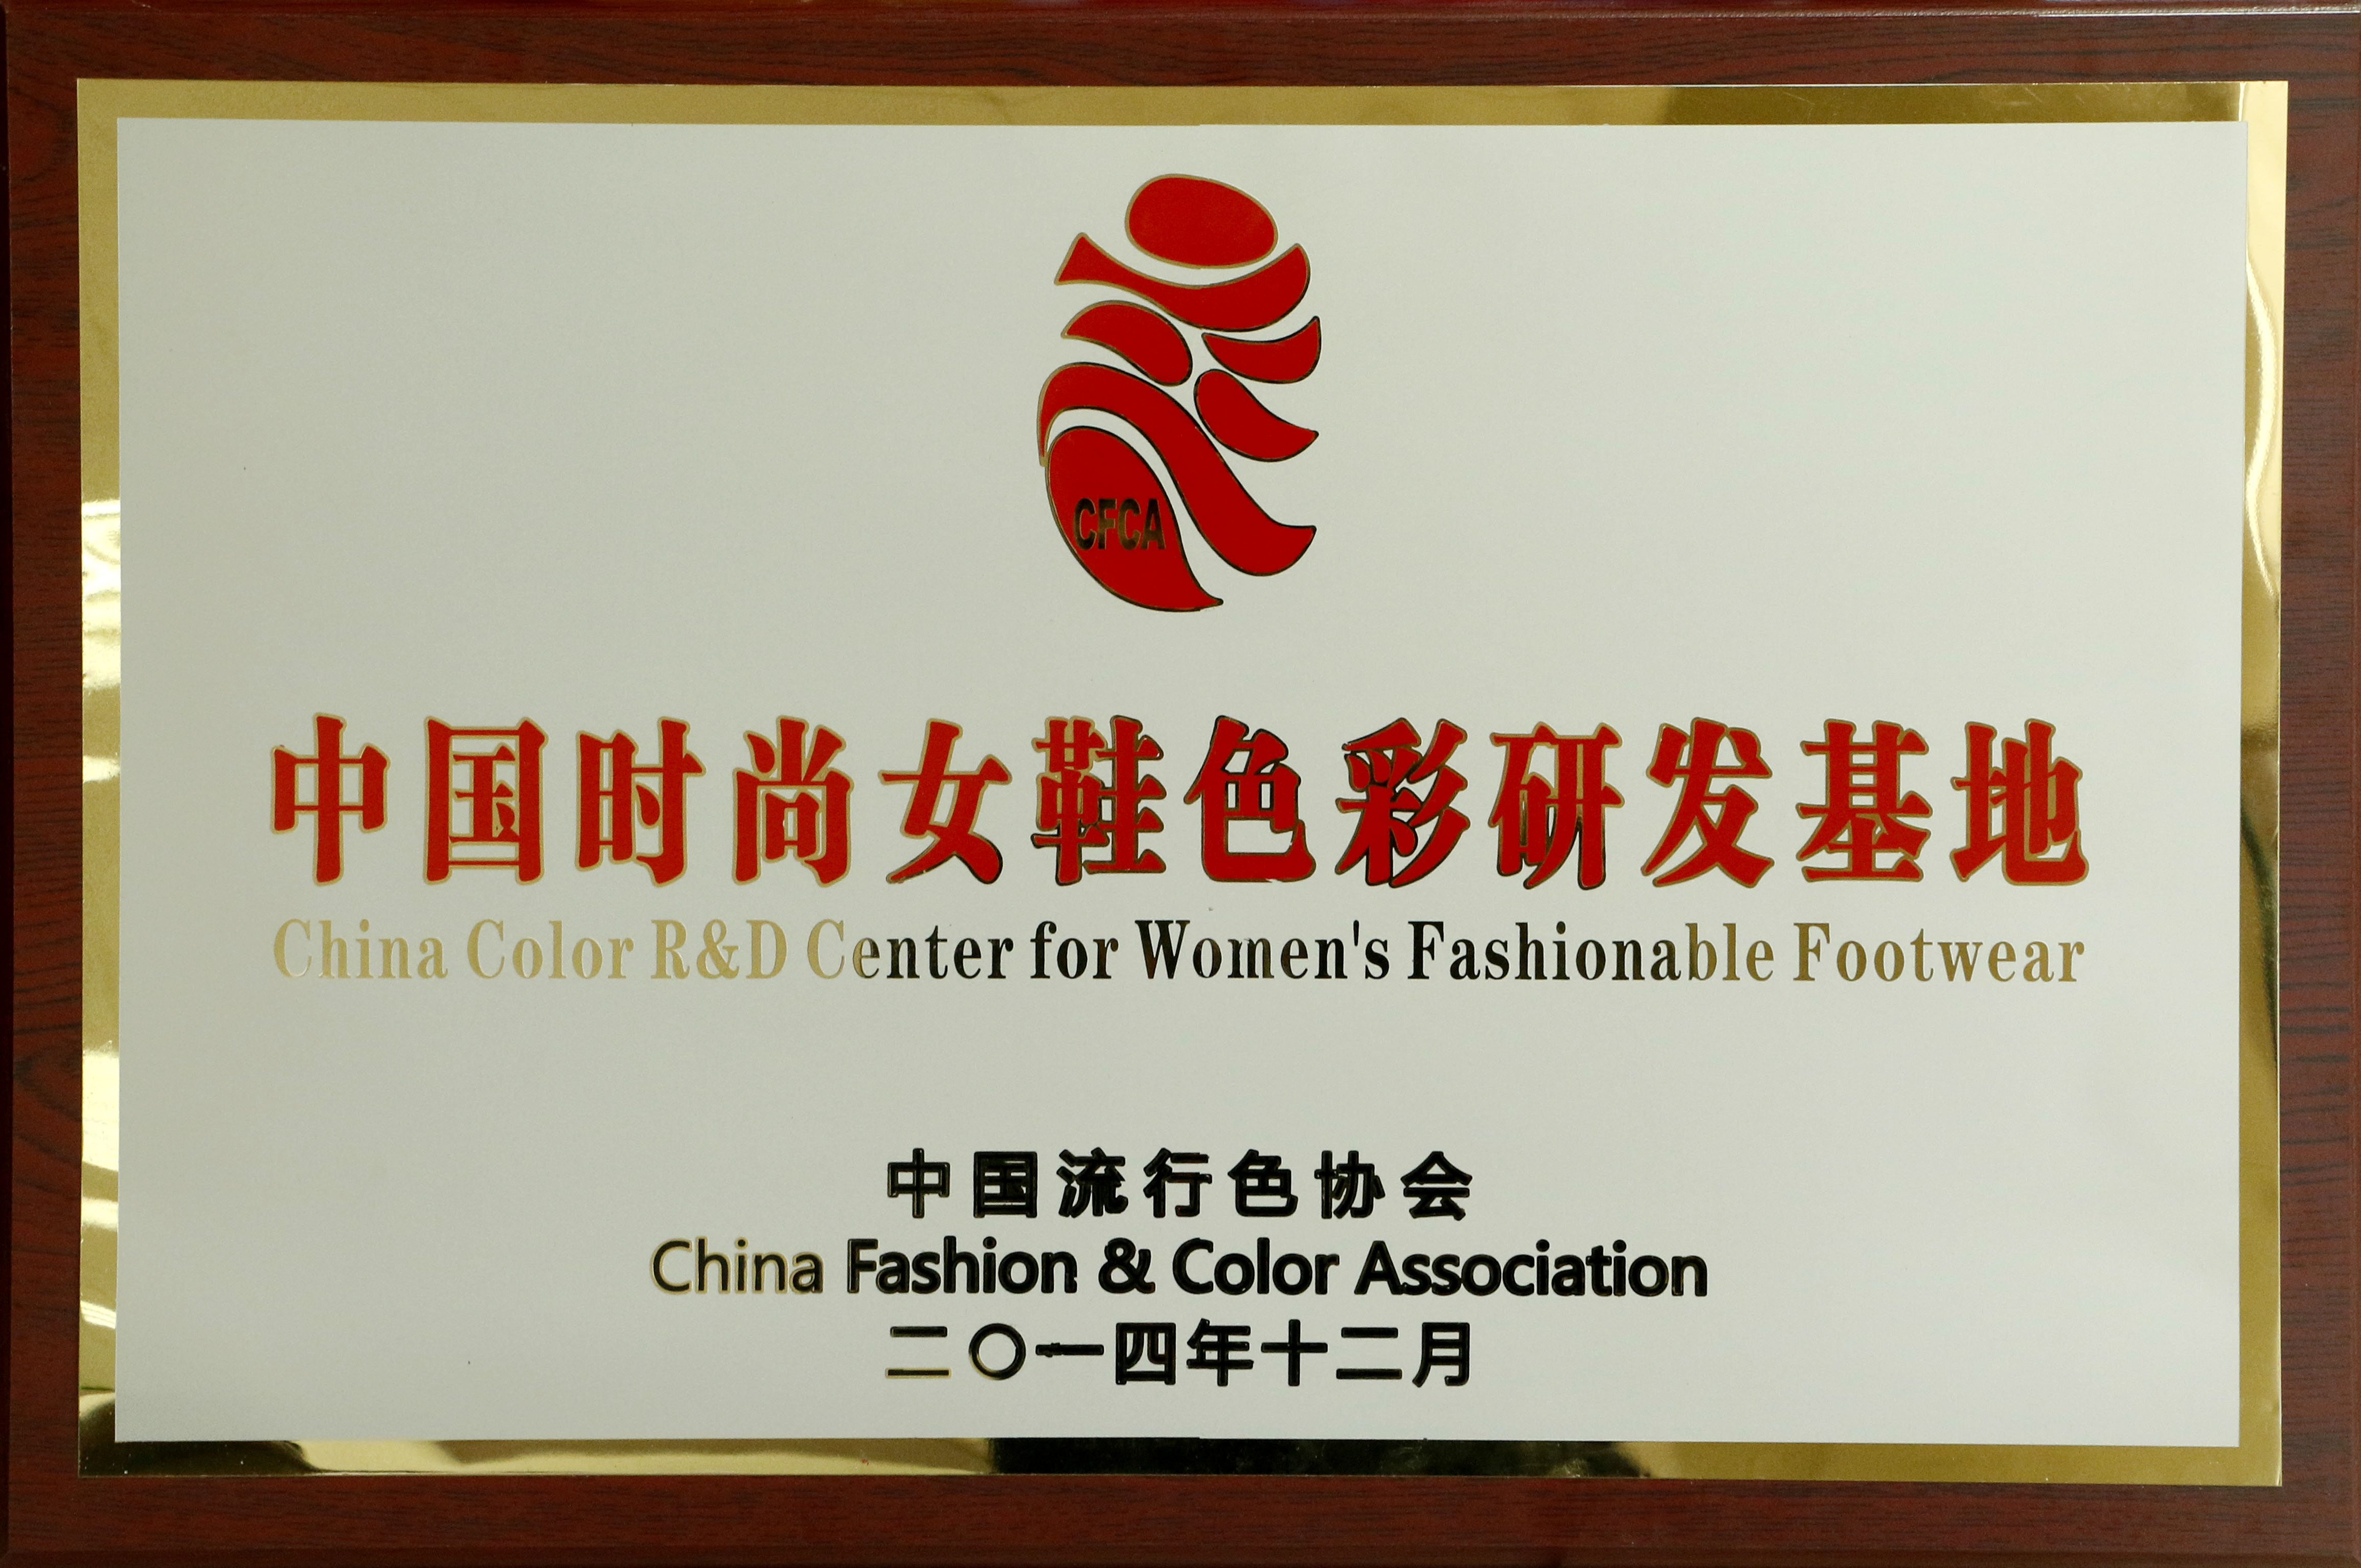 CFCA
中国时尚女鞋色彩研发基地
China Color R&D Center for Women's Fashionable Footwear
中国流行色协会
China Fashion & Color Association
二〇一四年十二月